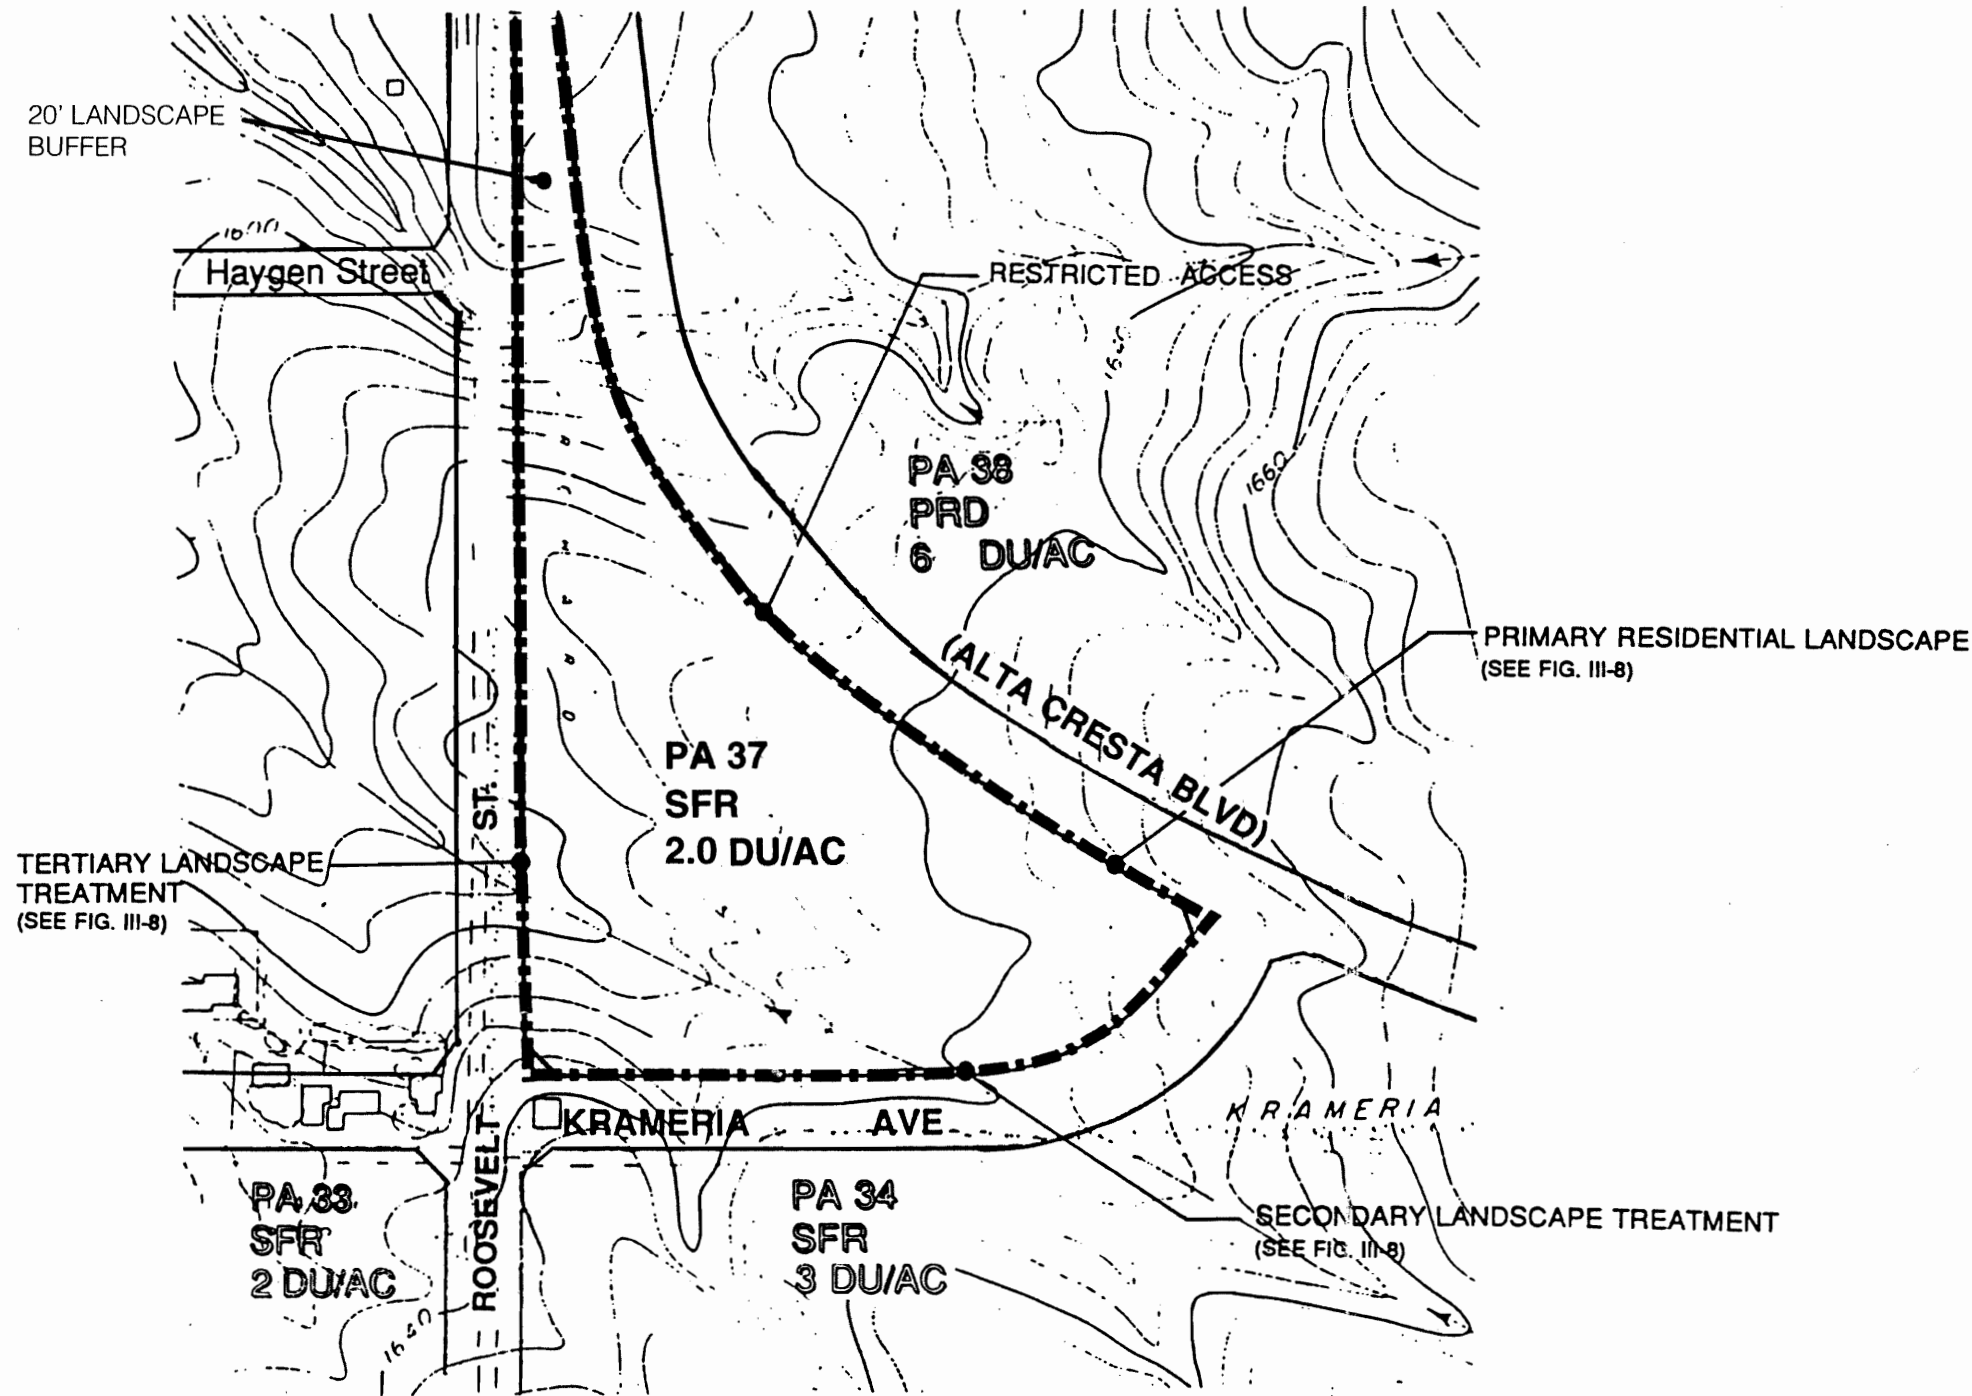 20' LANDSCAPE
BUFFER
1600
Haygen Street
RESTRICTED ACCESS
PA 38
PRD
6 DU/AC
1660
PRIMARY RESIDENTIAL LANDSCAPE
(SEE FIG. III-8)
(ALTA CRESTA BLVD)
PA 37
SFR
2.0 DU/AC
ST.
TERTIARY LANDSCAPE
TREATMENT
(SEE FIG. III-8)
KRAMERIA AVE
KRAMERIA
ROOSEVELT
PA 33
SFR
2 DU/AC
PA 34
SFR
3 DU/AC
SECONDARY LANDSCAPE TREATMENT
(SEE FIG. III-8)